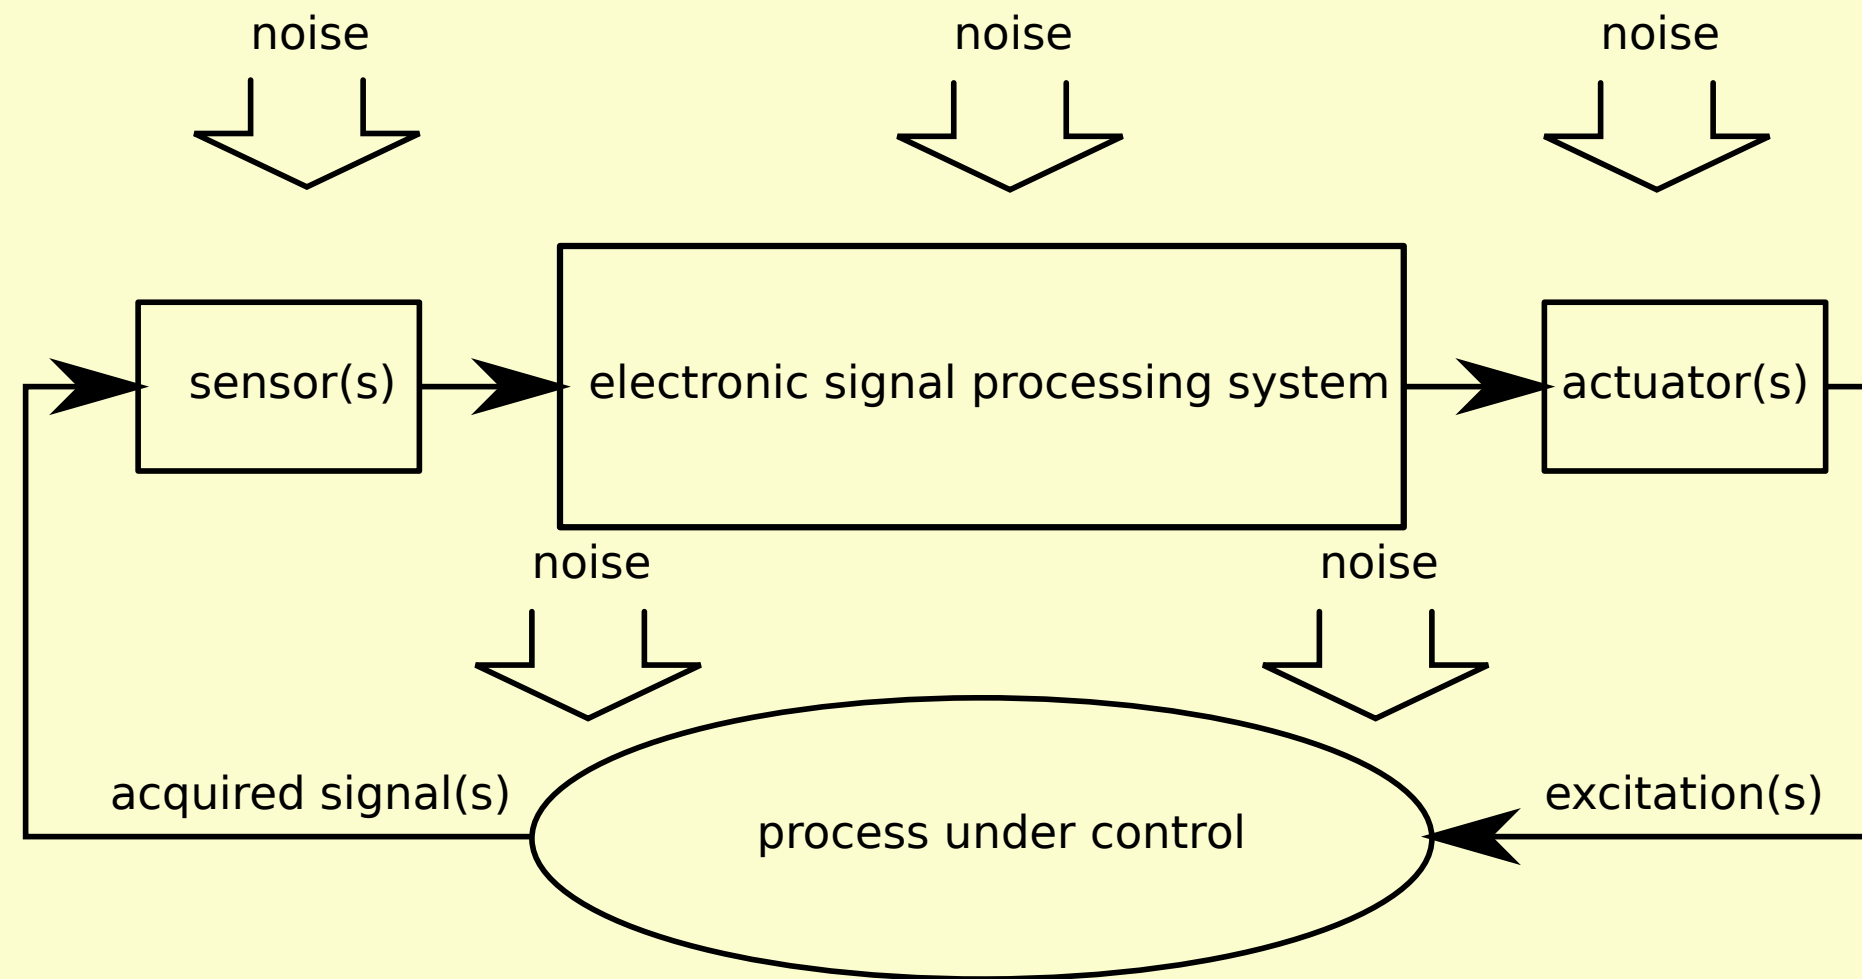 noise
noise
noise
sensor(s)
electronic signal processing system
actuator(s)
noise
noise
acquired signal(s)
excitation(s)
process under control